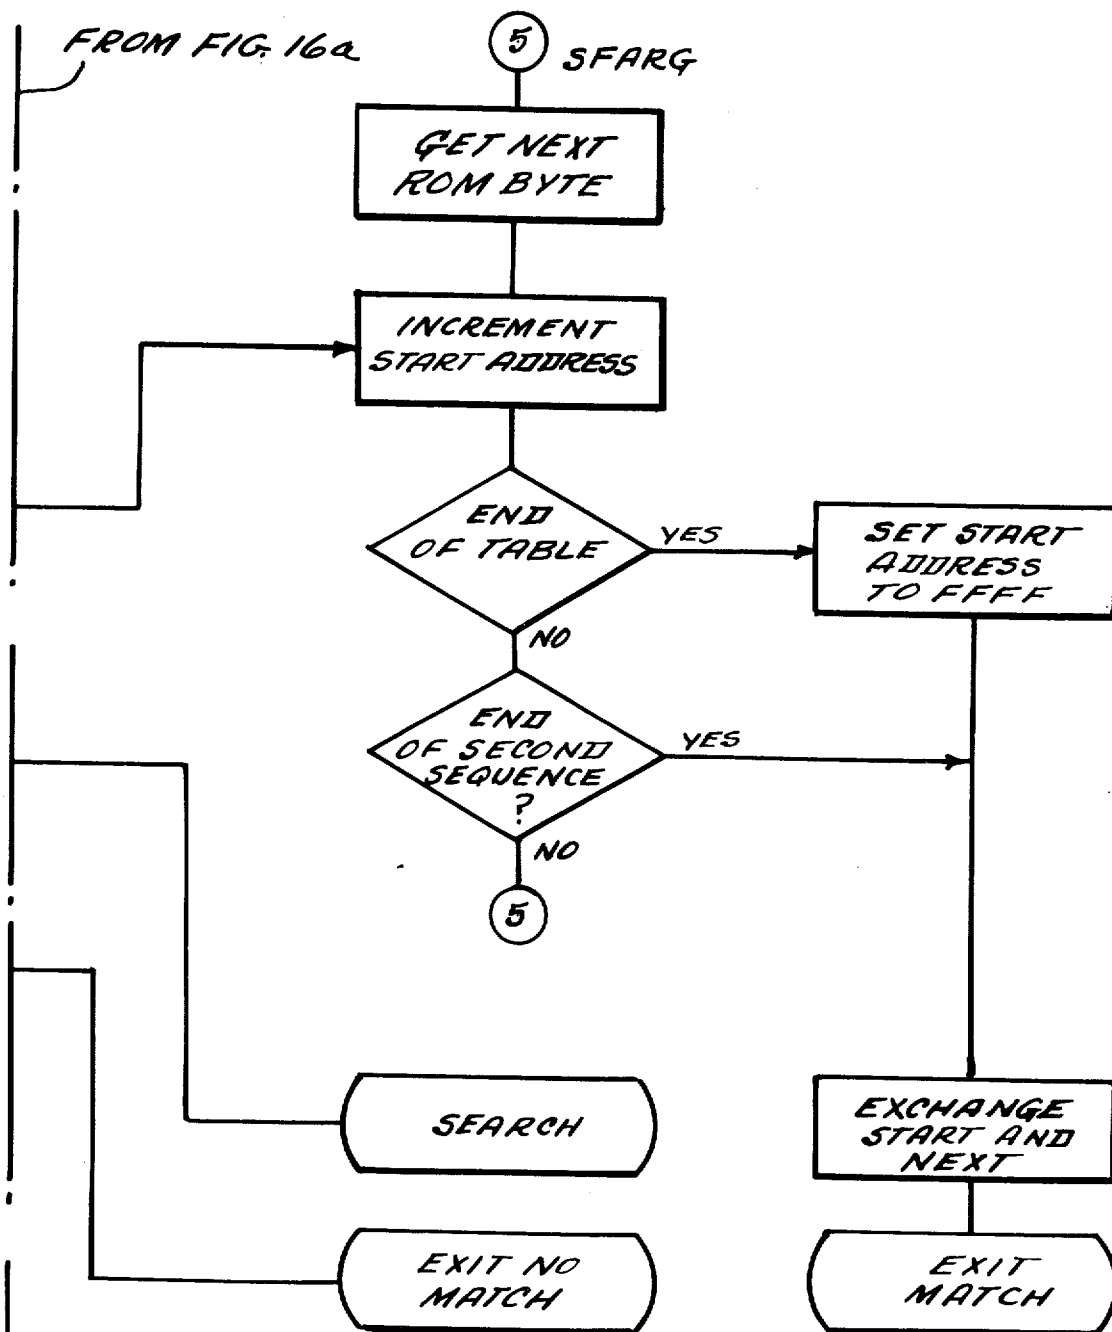 FROM FIG. 16a
5
SFARG
GET NEXT
ROM BYTE
INCREMENT
START ADDRESS
END
OF TABLE
YES
SET START
ADDRESS
TO FFFF
NO
END
OF SECOND
SEQUENCE
?
YES
NO
5
SEARCH
EXCHANGE
START AND
NEXT
EXIT NO
MATCH
EXIT
MATCH